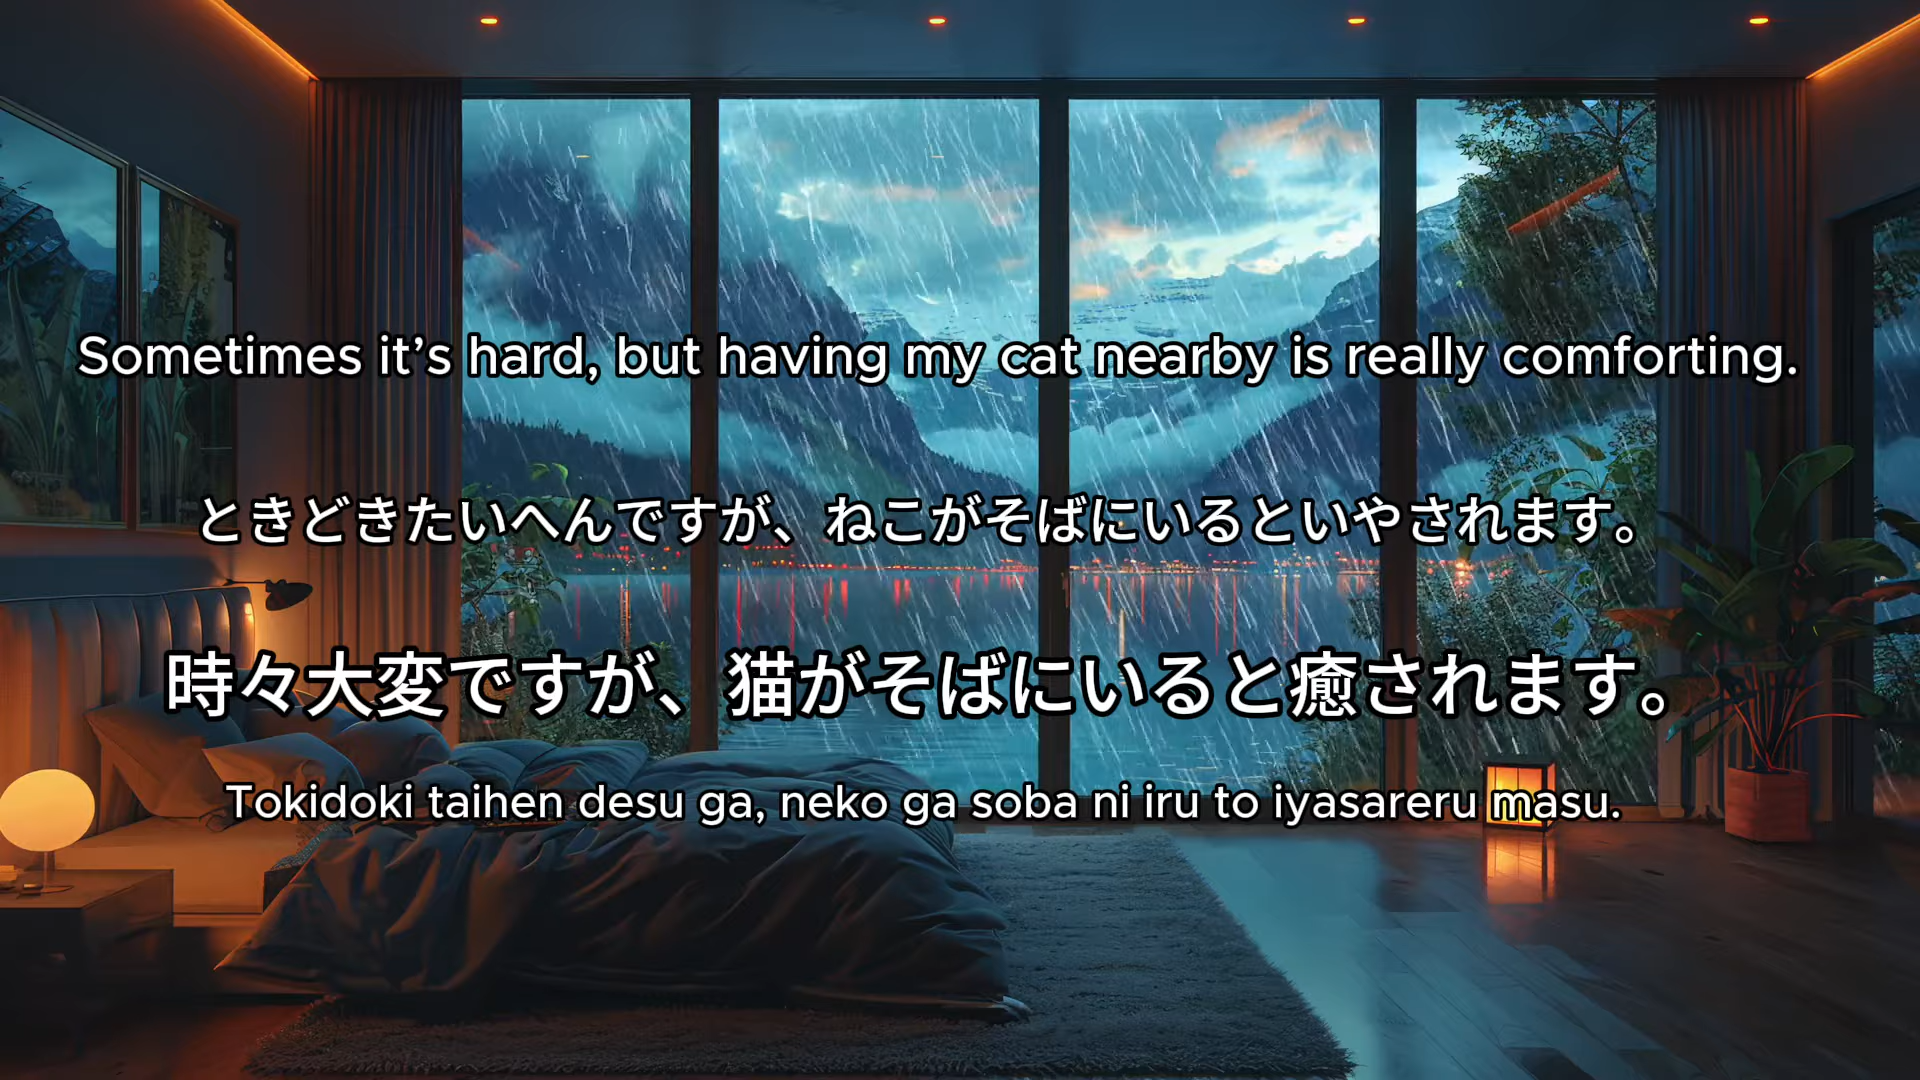 Sometimes it’s hard, but having my cat nearby is really comforting.
ときどきたいへんですが、ねこがそばにいるといやされます。
時々大変ですが、猫がそばにいると癒されます。
Tokidoki taihen desu ga, neko ga soba ni iru to iyasareru masu.